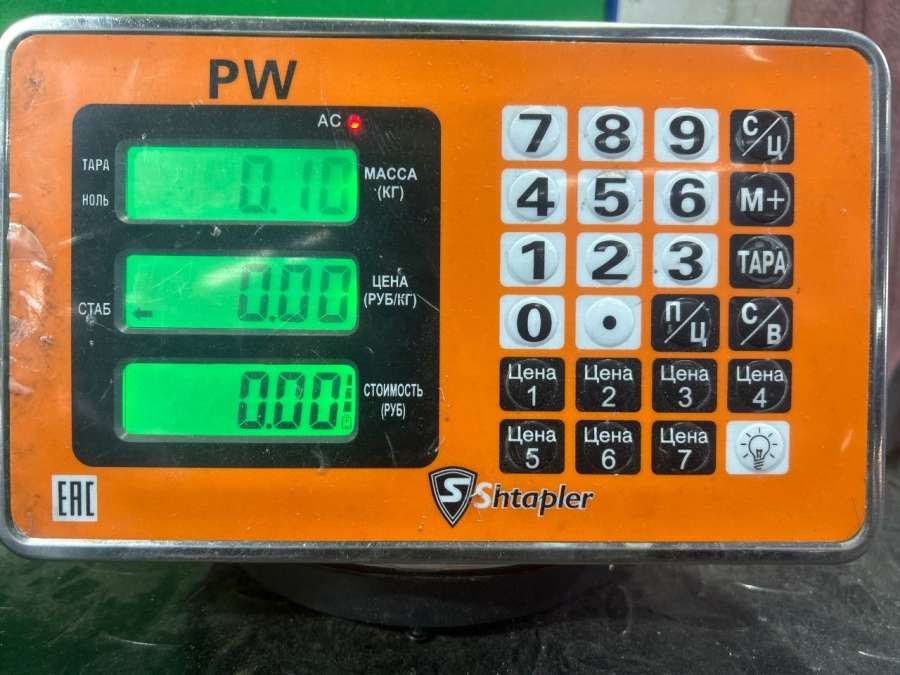 PW
AC
ТАРА
НОЛЬ
0.10
МАССА
(КГ)
СТАБ
0.00
ЦЕНА
(РУБ/КГ)
0.00
СТОИМОСТЬ
(РУБ)
7 8 9 С/Ц
4 5 6 М+
1 2 3 ТАРА
0 . П/Ц С/В
Цена 1 Цена 2 Цена 3 Цена 4
Цена 5 Цена 6 Цена 7
EAC
S Shtapler